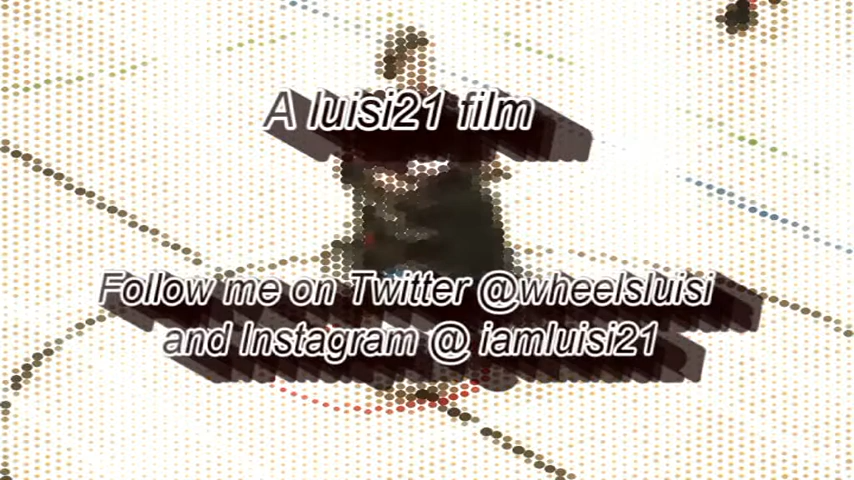 A luisi21 film
Follow me on Twitter @wheelsluisi
and Instagram @ iamluisi21